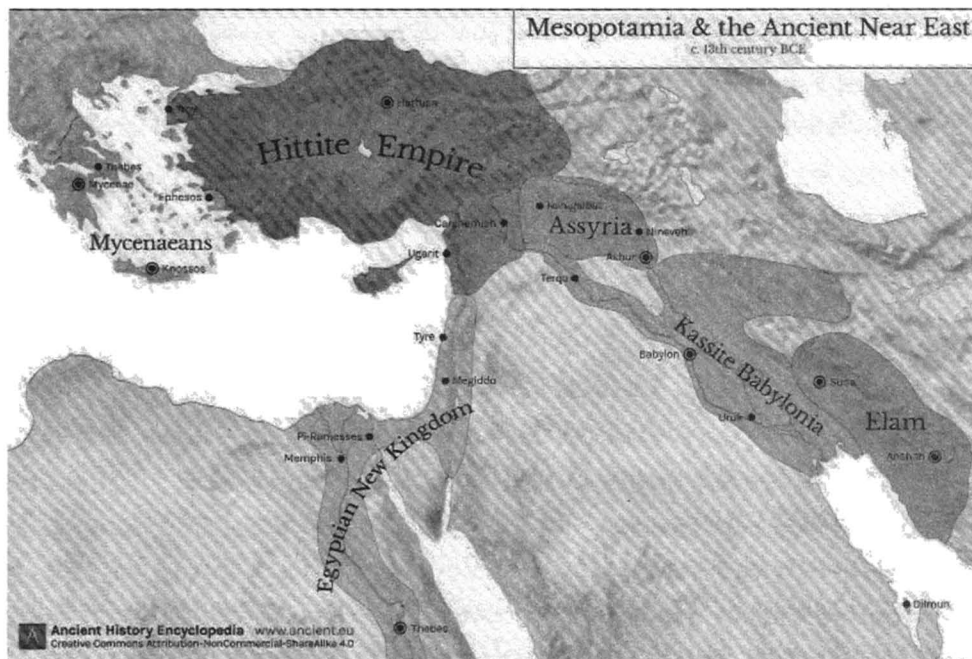 Mesopotamia & the Ancient Near East
c. 13th century BCE
Troy
Hattusa
Hittite Empire
Thebes
Mycenae
Ephesos
Carchemish
Assyria
Nineveh
Mycenaeans
Knossos
Ugarit
Ashur
Terqa
Tyre
Kassite Babylonia
Babylon
Megiddo
Susa
Uruk
Elam
Pi-Ramesses
Memphis
Anshan
Egyptian New Kingdom
Dilmun
Thebes
Ancient History Encyclopedia www.ancient.eu
Creative Commons Attribution-NonCommercial-ShareAlike 4.0